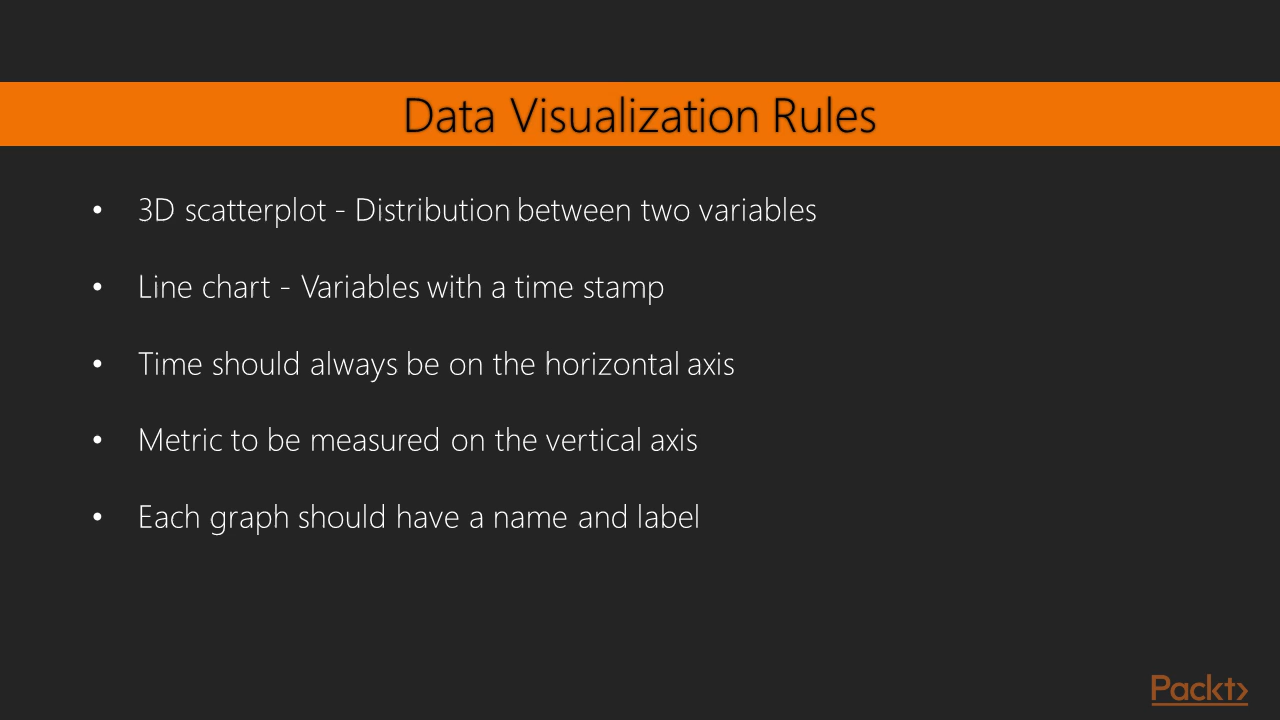 Data Visualization Rules
• 3D scatterplot - Distribution between two variables
• Line chart - Variables with a time stamp
• Time should always be on the horizontal axis
• Metric to be measured on the vertical axis
• Each graph should have a name and label
Packt>